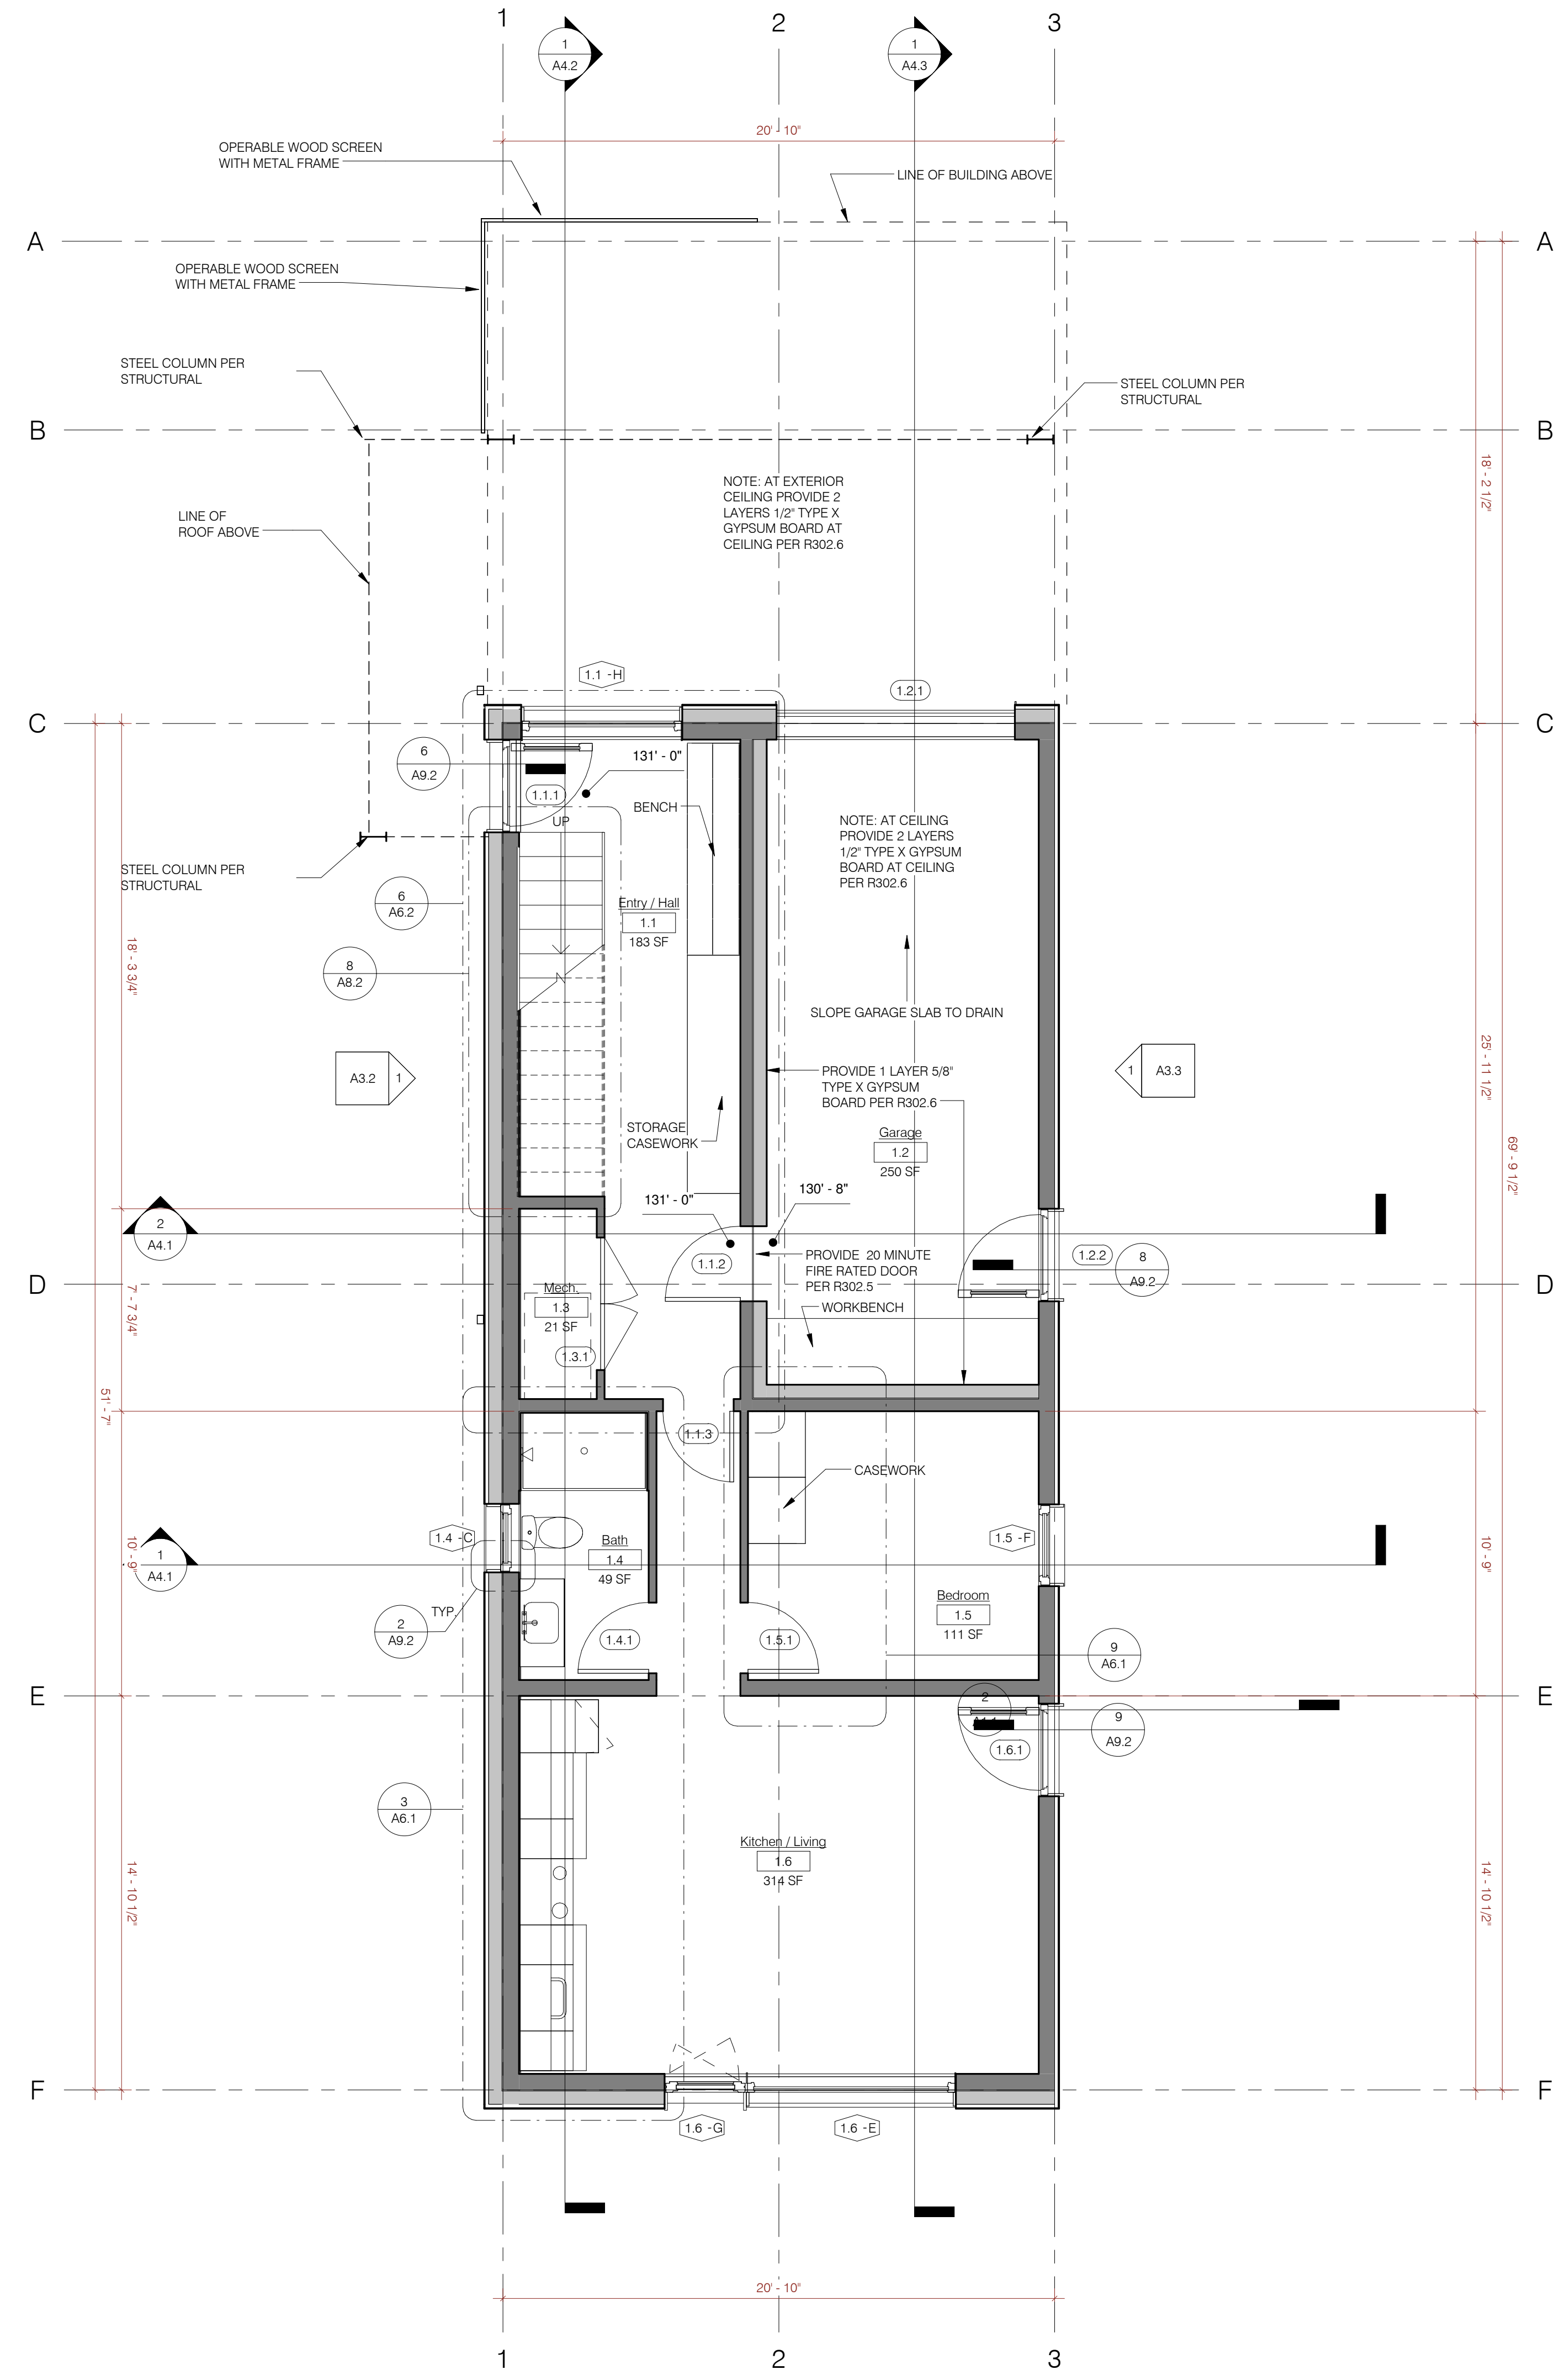 1
2
3
1
A4.2
1
A4.3
20' - 10"
OPERABLE WOOD SCREEN
WITH METAL FRAME
LINE OF BUILDING ABOVE
A
A
OPERABLE WOOD SCREEN
WITH METAL FRAME
STEEL COLUMN PER
STRUCTURAL
STEEL COLUMN PER
STRUCTURAL
B
B
18' - 2 1/2"
NOTE: AT EXTERIOR
CEILING PROVIDE 2
LAYERS 1/2" TYPE X
GYPSUM BOARD AT
CEILING PER R302.6
LINE OF
ROOF ABOVE
1.1 -H
1.2.1
C
C
6
A9.2
131' - 0"
1.1.1
UP
BENCH
NOTE: AT CEILING
PROVIDE 2 LAYERS
1/2" TYPE X GYPSUM
BOARD AT CEILING
PER R302.6
STEEL COLUMN PER
STRUCTURAL
6
A6.2
Entry / Hall
1.1
183 SF
18' - 3 3/4"
8
A8.2
SLOPE GARAGE SLAB TO DRAIN
A3.2
1
PROVIDE 1 LAYER 5/8"
TYPE X GYPSUM
BOARD PER R302.6
1
A3.3
25' - 11 1/2"
STORAGE
CASEWORK
Garage
1.2
250 SF
69' - 9 1/2"
131' - 0"
130' - 8"
2
A4.1
1.1.2
PROVIDE 20 MINUTE
FIRE RATED DOOR
PER R302.5
1.2.2
8
A9.2
D
D
Mech.
1.3
21 SF
7' - 7 3/4"
WORKBENCH
1.3.1
51' - 7"
1.1.3
CASEWORK
1.4 -C
Bath
1.4
49 SF
1.5 -F
1
A4.1
10' - 9"
10' - 9"
Bedroom
1.5
111 SF
TYP.
2
A9.2
1.4.1
1.5.1
9
A6.1
E
E
2
9
A9.2
1.6.1
3
A6.1
Kitchen / Living
1.6
314 SF
14' - 10 1/2"
14' - 10 1/2"
F
F
1.6 -G
1.6 -E
20' - 10"
1
2
3